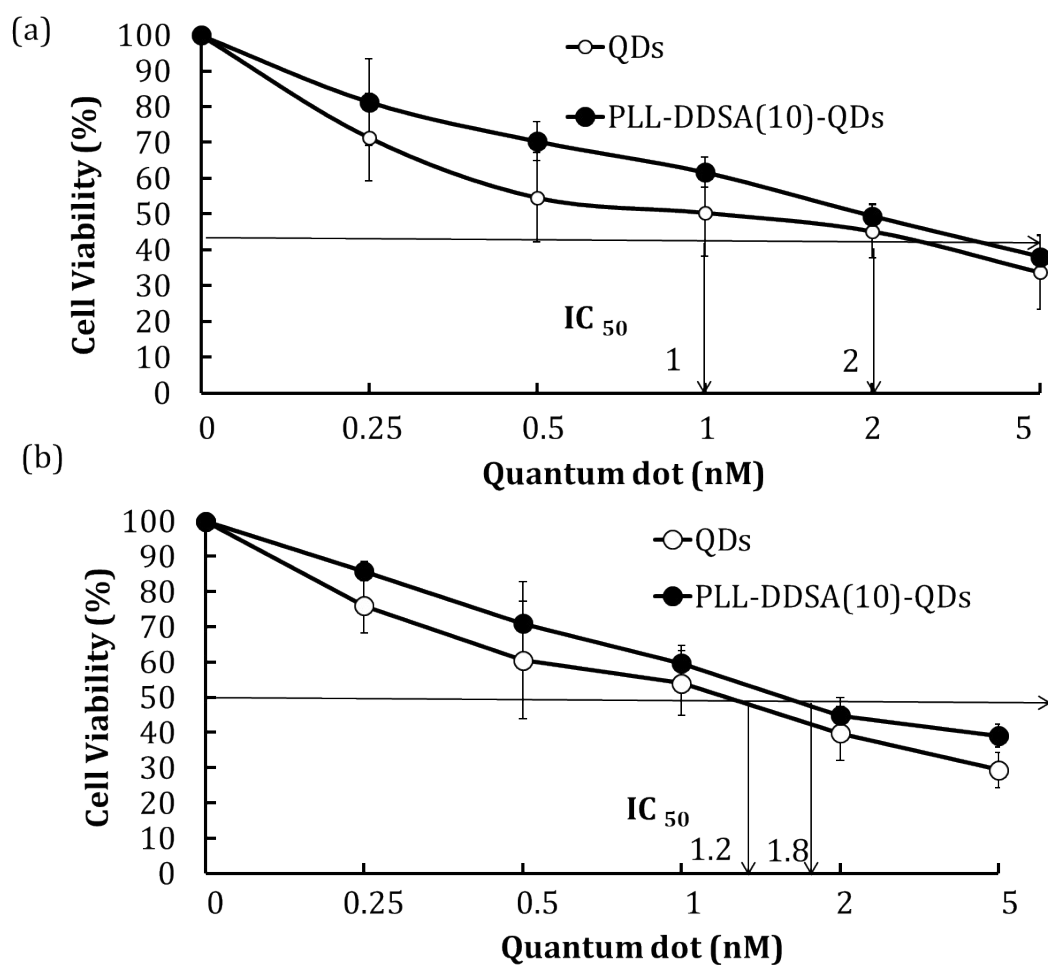 (a)
Cell Viability (%)
100
90
80
70
60
50
40
30
20
10
0
QDs
PLL-DDSA(10)-QDs
IC 50
1
2
0 0.25 0.5 1 2 5
Quantum dot (nM)
(b)
Cell Viability (%)
100
90
80
70
60
50
40
30
20
10
0
QDs
PLL-DDSA(10)-QDs
IC 50
1.2 1.8
0 0.25 0.5 1 2 5
Quantum dot (nM)